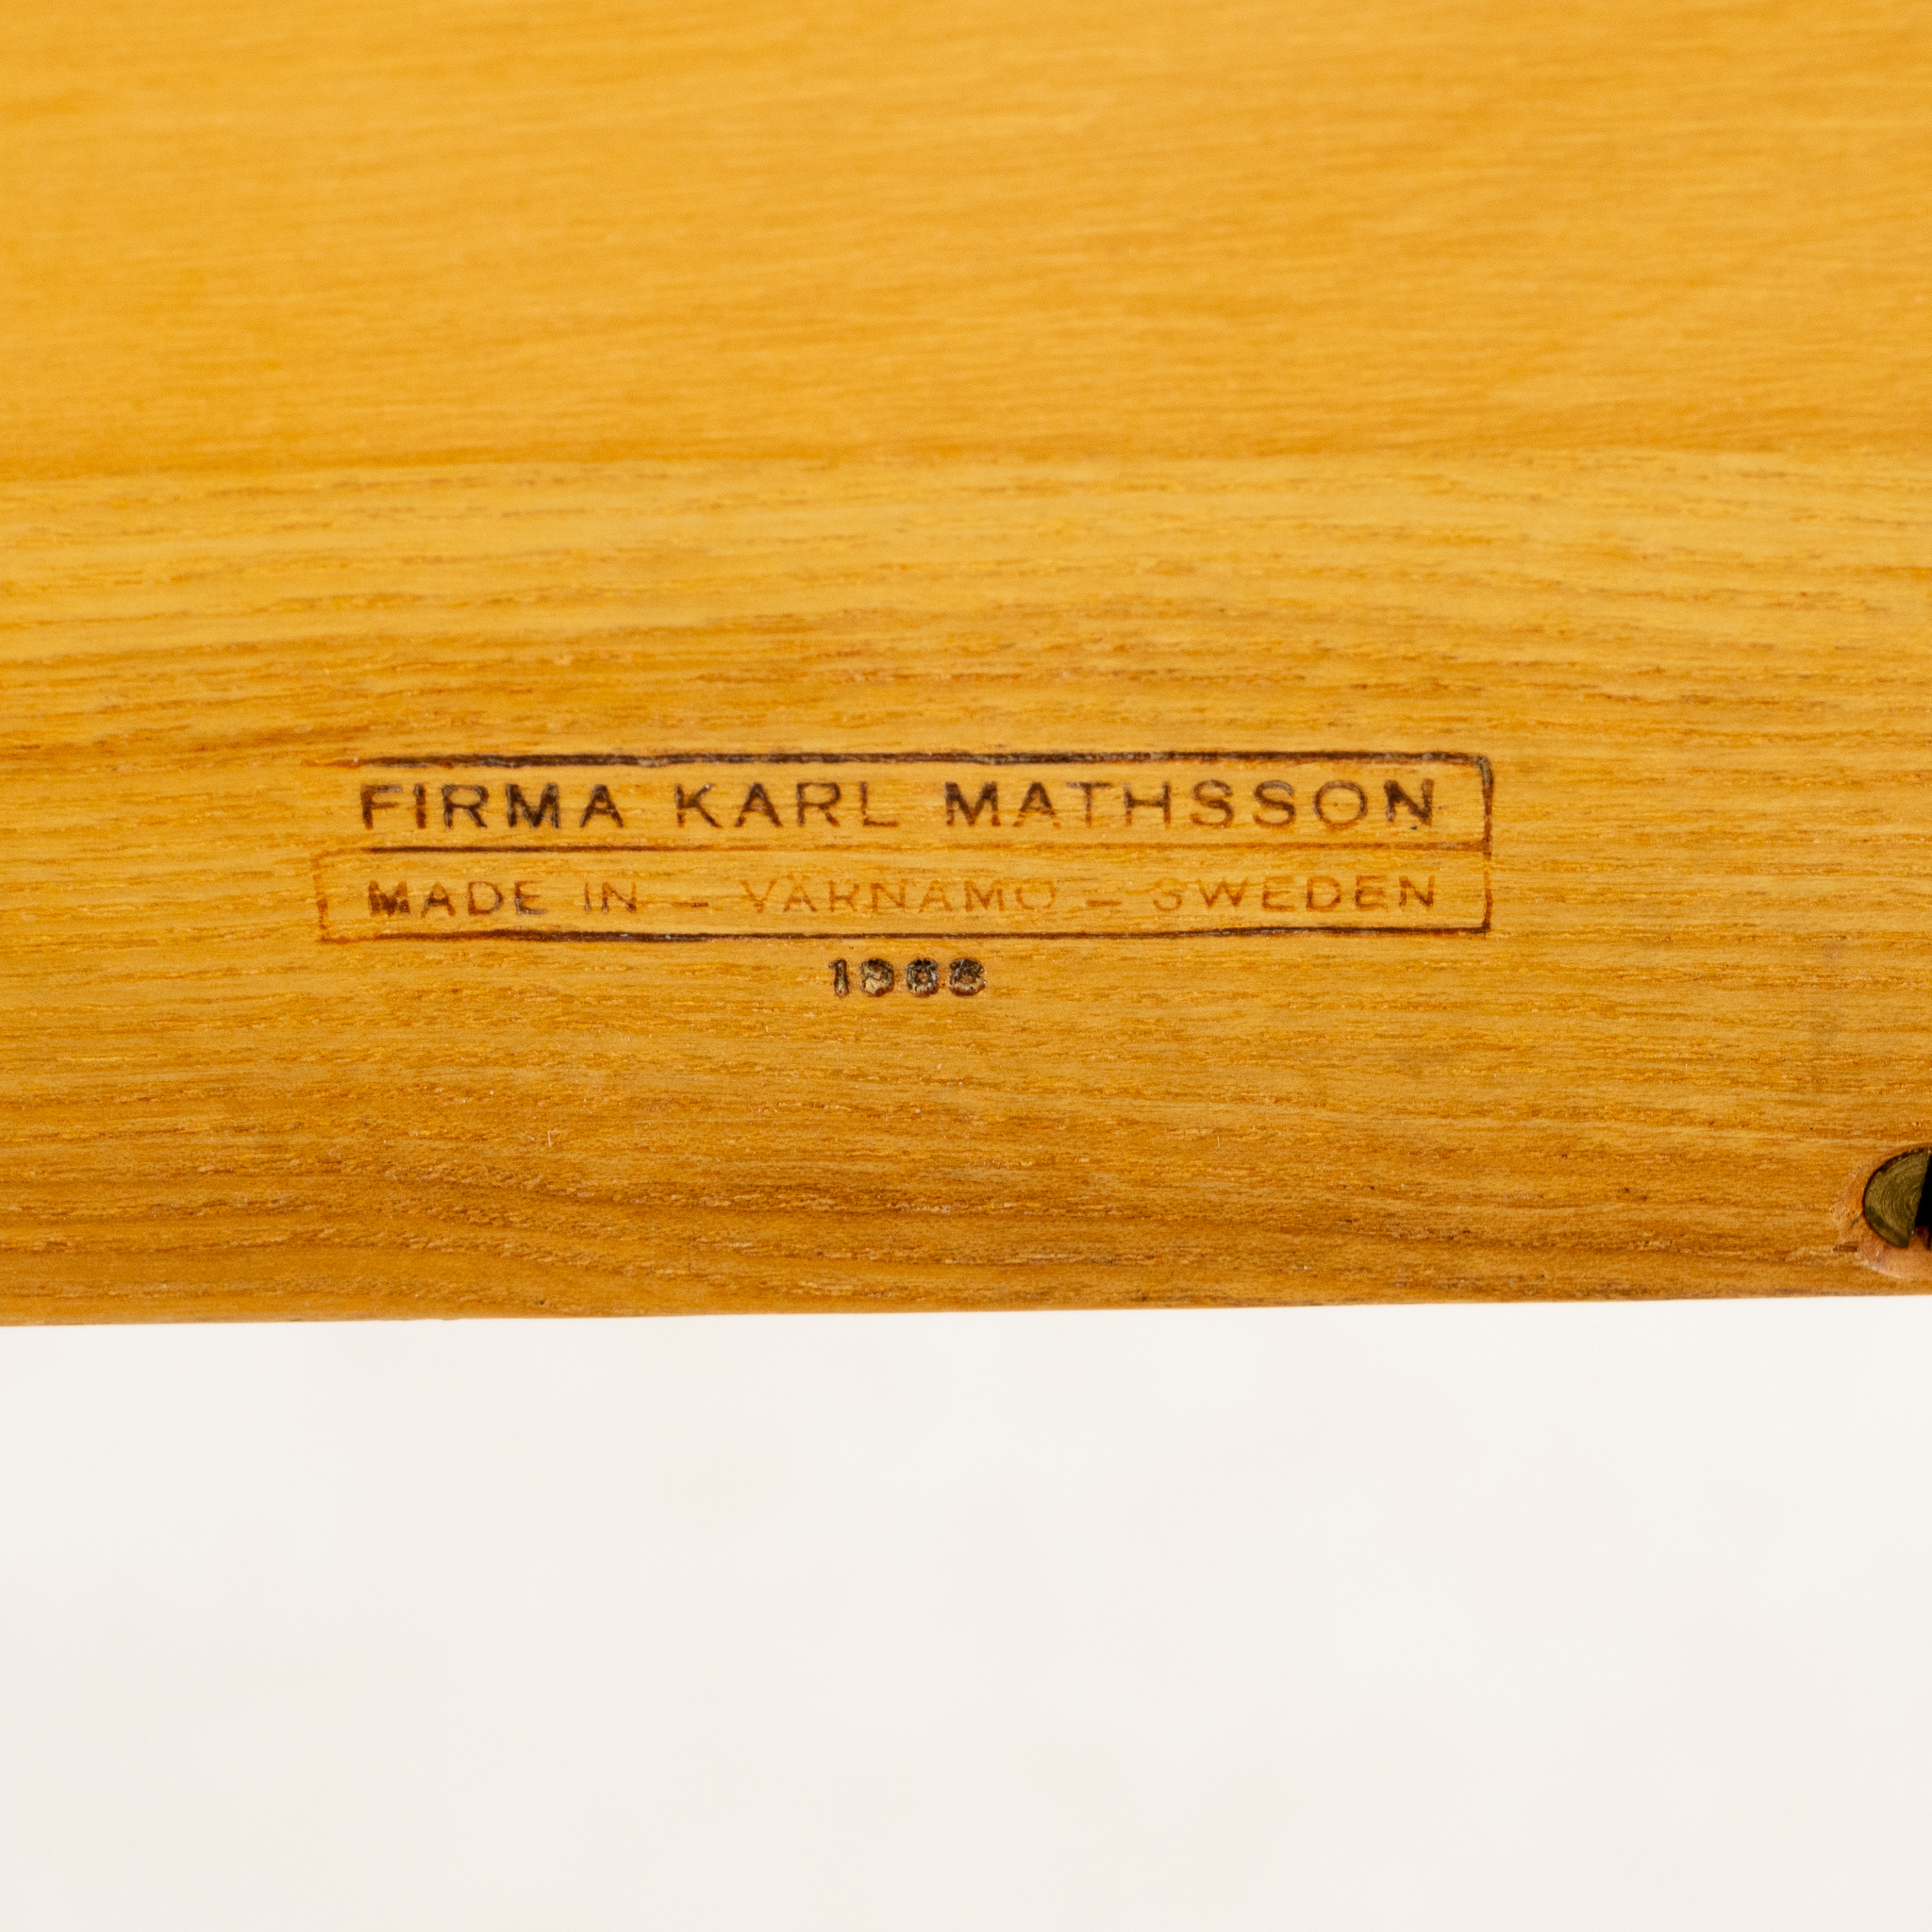 FIRMA KARL MATHSSON
MADE IN – VÄRNAMO – SWEDEN